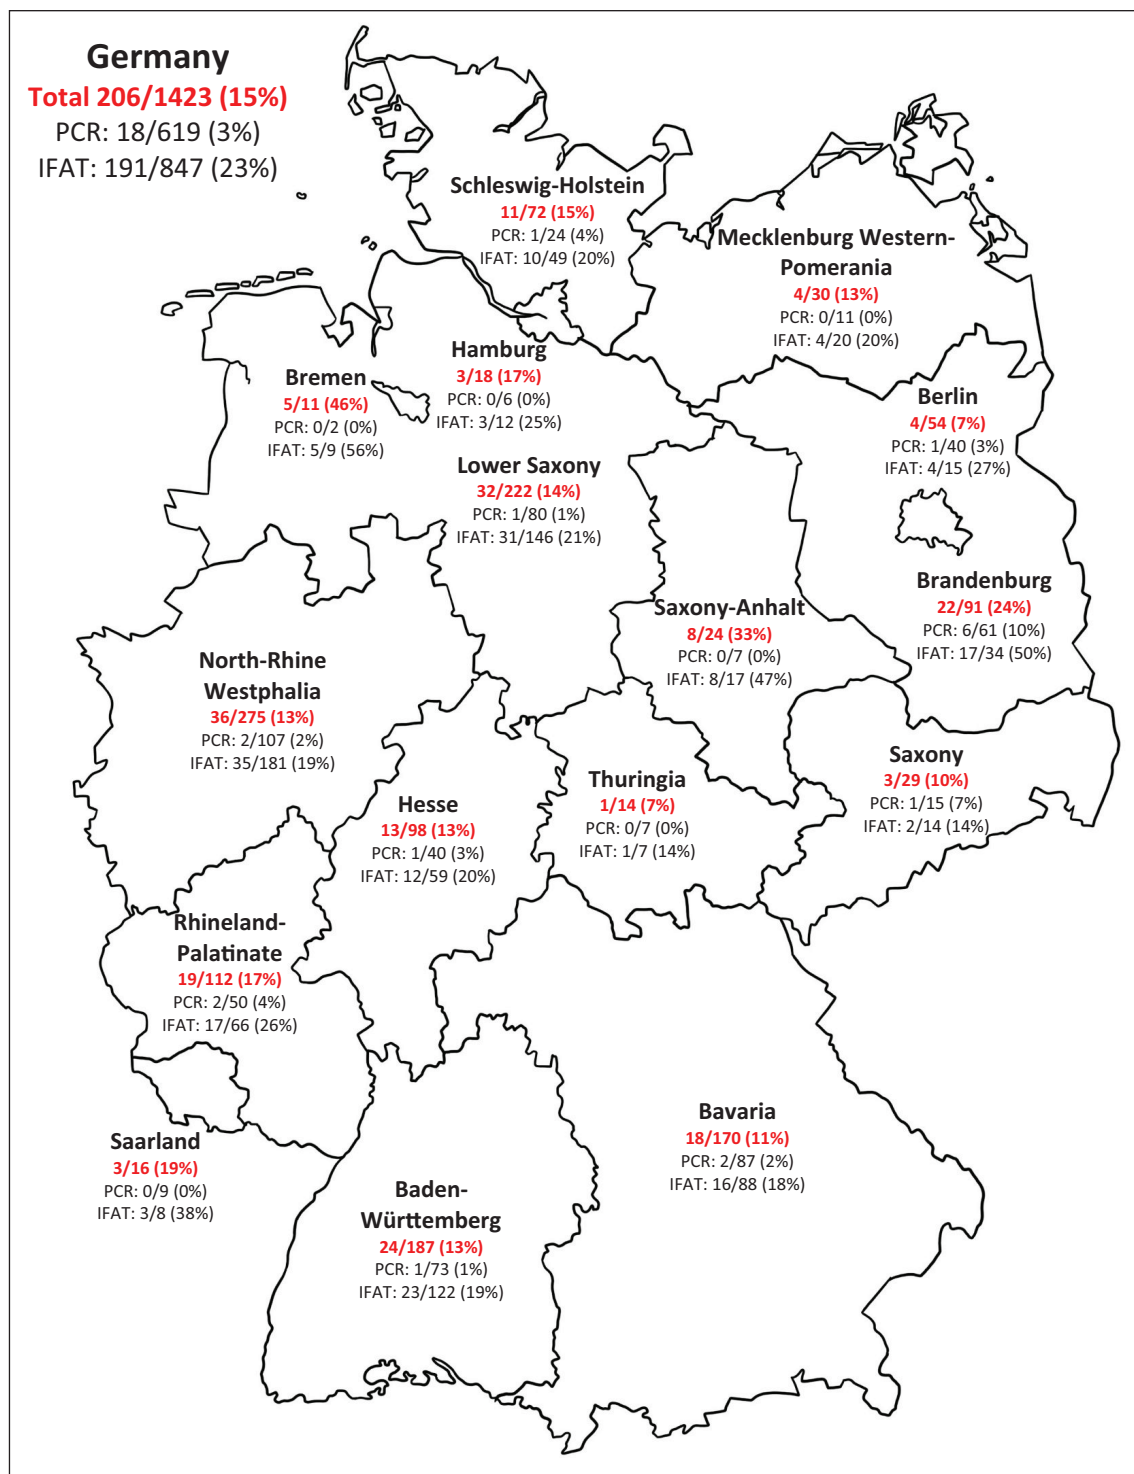 Germany
Total 206/1423 (15%)
PCR: 18/619 (3%)
IFAT: 191/847 (23%)
Schleswig-Holstein
11/72 (15%)
PCR: 1/24 (4%)
IFAT: 10/49 (20%)
Mecklenburg Western-
Pomerania
4/30 (13%)
PCR: 0/11 (0%)
IFAT: 4/20 (20%)
Hamburg
3/18 (17%)
PCR: 0/6 (0%)
IFAT: 3/12 (25%)
Bremen
5/11 (46%)
PCR: 0/2 (0%)
IFAT: 5/9 (56%)
Berlin
4/54 (7%)
PCR: 1/40 (3%)
IFAT: 4/15 (27%)
Lower Saxony
32/222 (14%)
PCR: 1/80 (1%)
IFAT: 31/146 (21%)
Brandenburg
22/91 (24%)
PCR: 6/61 (10%)
IFAT: 17/34 (50%)
Saxony-Anhalt
8/24 (33%)
PCR: 0/7 (0%)
IFAT: 8/17 (47%)
North-Rhine
Westphalia
36/275 (13%)
PCR: 2/107 (2%)
IFAT: 35/181 (19%)
Saxony
3/29 (10%)
PCR: 1/15 (7%)
IFAT: 2/14 (14%)
Thuringia
1/14 (7%)
PCR: 0/7 (0%)
IFAT: 1/7 (14%)
Hesse
13/98 (13%)
PCR: 1/40 (3%)
IFAT: 12/59 (20%)
Rhineland-
Palatinate
19/112 (17%)
PCR: 2/50 (4%)
IFAT: 17/66 (26%)
Bavaria
18/170 (11%)
PCR: 2/87 (2%)
IFAT: 16/88 (18%)
Saarland
3/16 (19%)
PCR: 0/9 (0%)
IFAT: 3/8 (38%)
Baden-
Württemberg
24/187 (13%)
PCR: 1/73 (1%)
IFAT: 23/122 (19%)